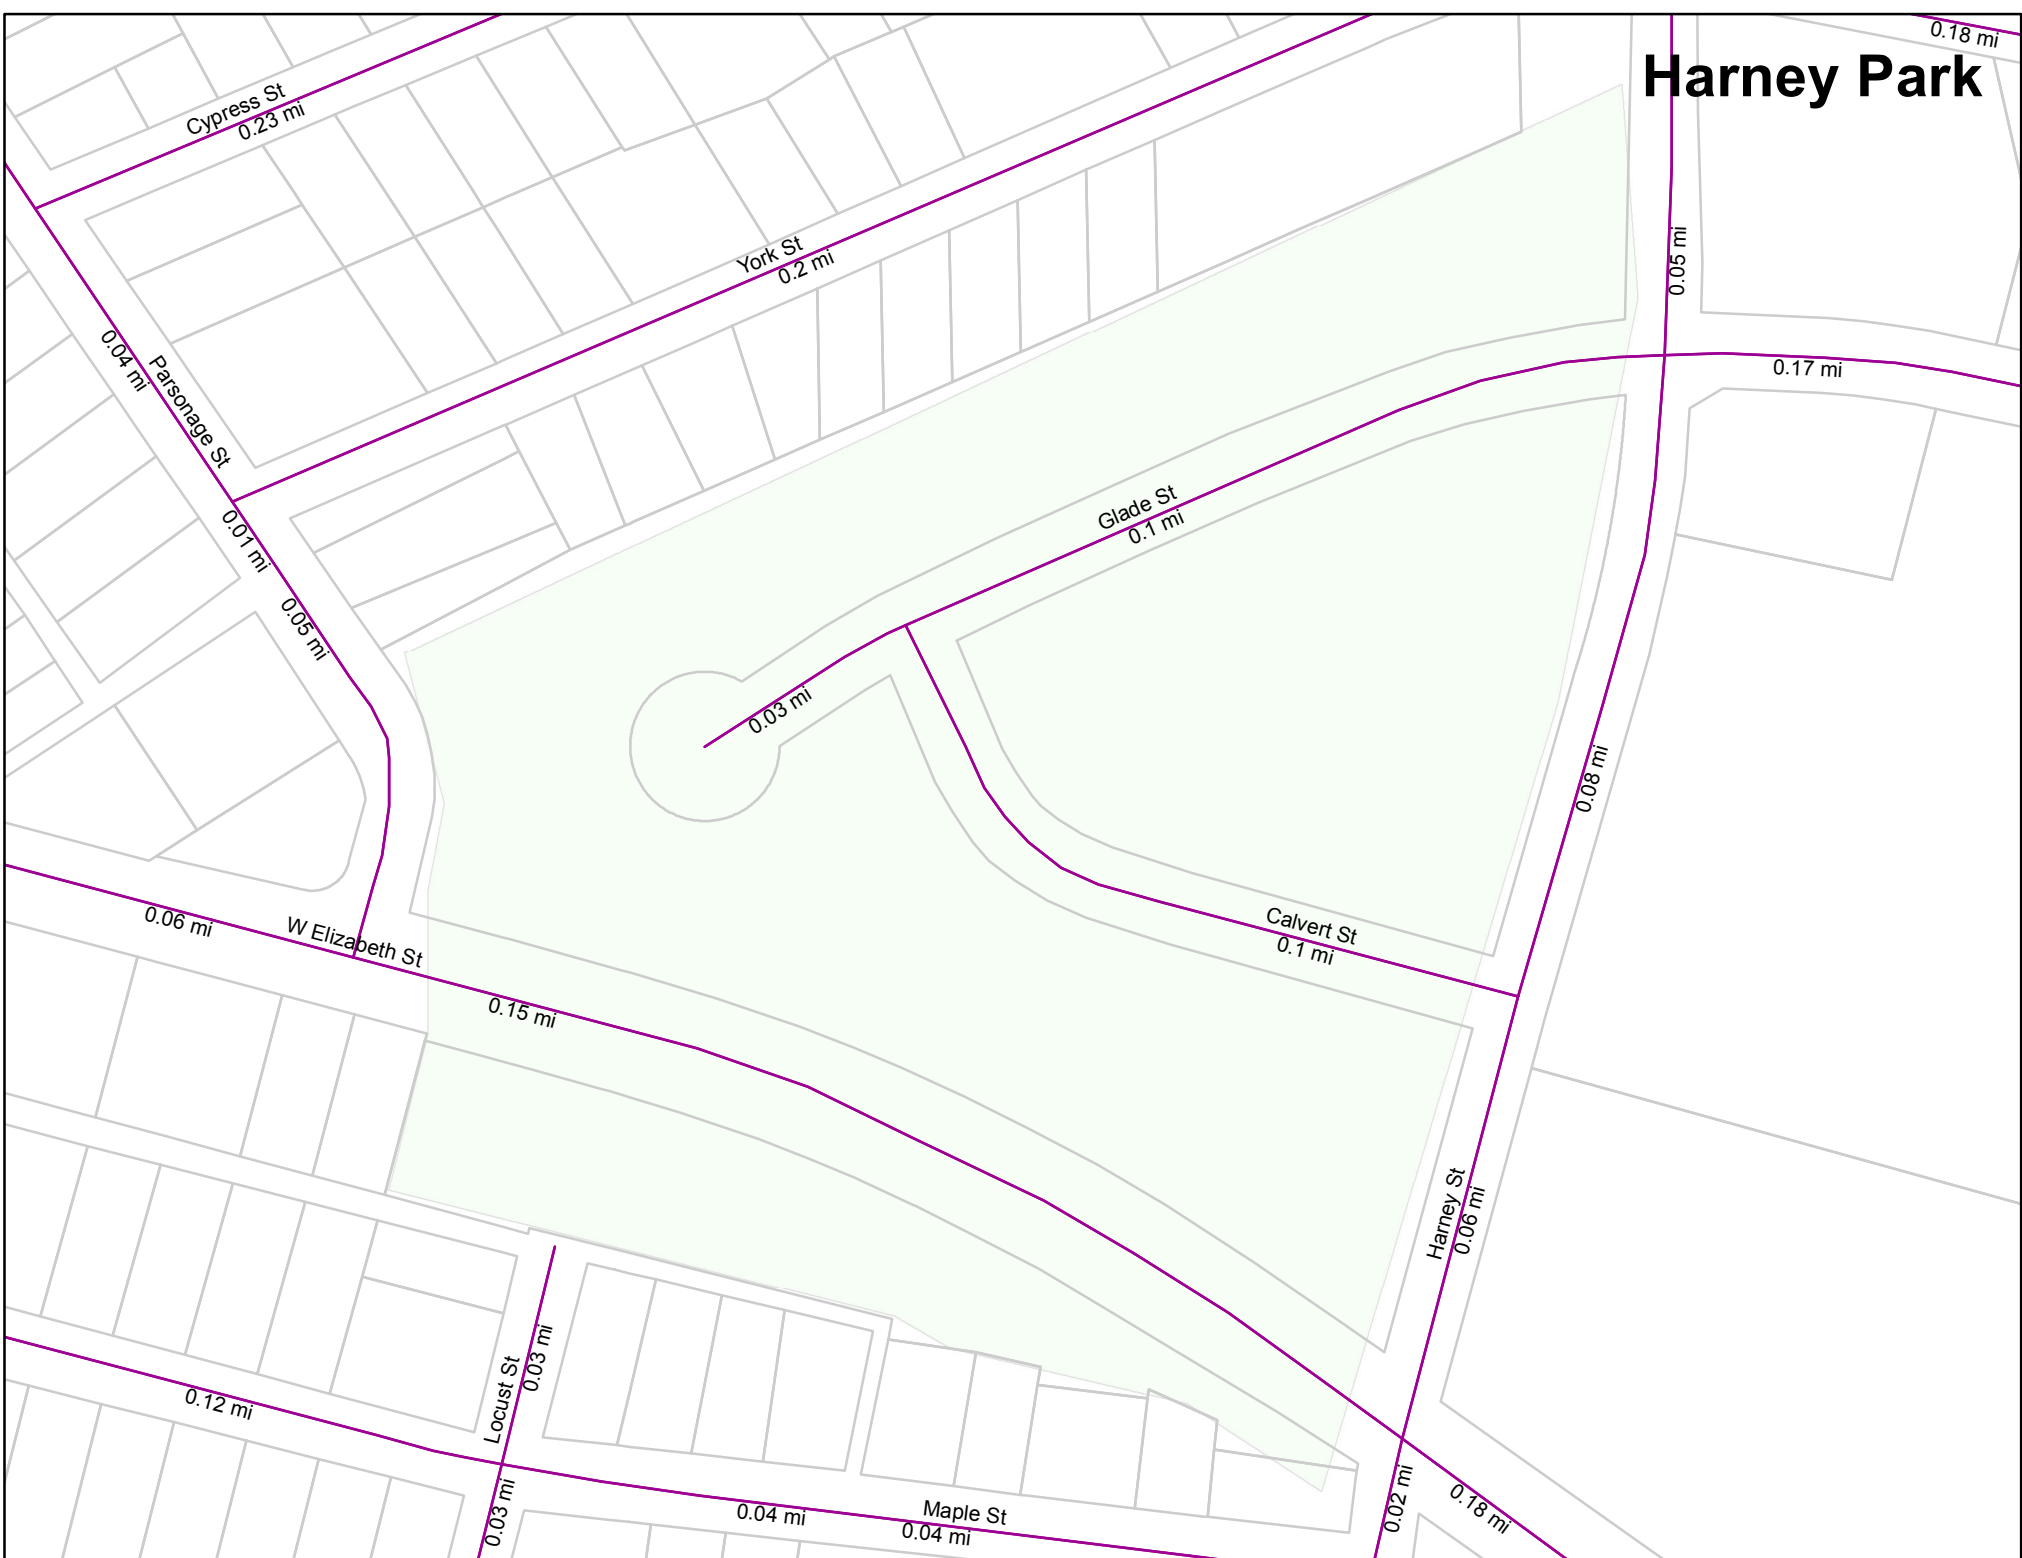 0.18 mi
Harney Park
Cypress St
0.23 mi
York St
0.2 mi
0.05 mi
0.04 mi
Parsonage St
0.17 mi
Glade St
0.1 mi
0.01 mi
0.05 mi
0.03 mi
0.08 mi
0.06 mi
W Elizabeth St
Calvert St
0.1 mi
0.15 mi
Harney St
0.06 mi
Locust St
0.03 mi
0.12 mi
0.03 mi
0.04 mi
Maple St
0.04 mi
0.02 mi
0.18 mi